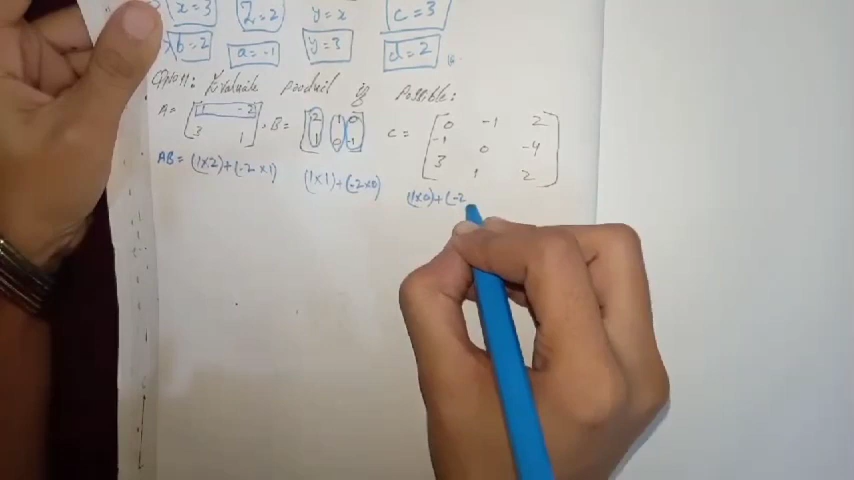 x=3 Z=2 y=x c=3
b=2 a=-1 y=3 d=2
Evaluate product if possible:
A= [1 -2 , B= [2 1 0 C= [0 -1 2
3 1] 1 0 -1] -1 0 -4
3 1 2]
AB= (1×2)+(-2×1) (1×1)+(-2×0) (1×0)+(-2